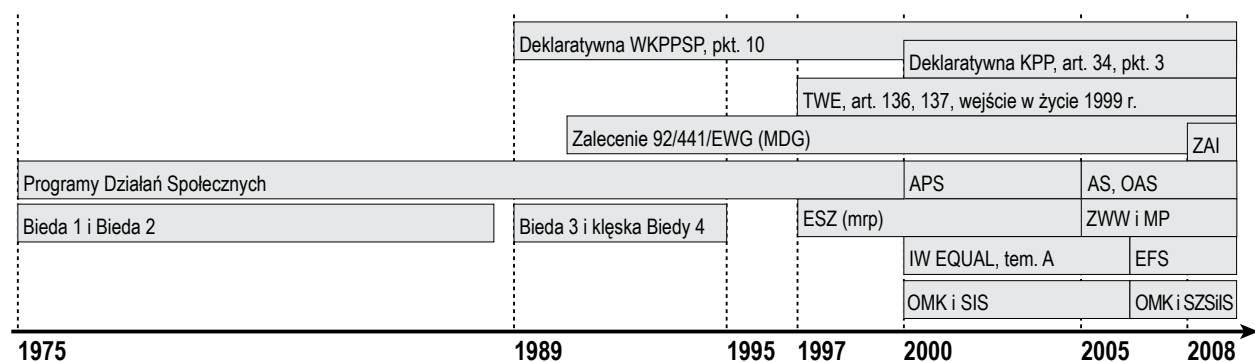 Deklaratywna WKPPSP, pkt. 10
Deklaratywna KPP, art. 34, pkt. 3
TWE, art. 136, 137, wejście w życie 1999 r.
Zalecenie 92/441/EWG (MDG)
ZAI
Programy Działań Społecznych
APS
AS, OAS
Bieda 1 i Bieda 2
Bieda 3 i klęska Biedy 4
ESZ (mrp)
ZWW i MP
IW EQUAL, tem. A
EFS
OMK i SIS
OMK i SZSiIS
1975
1989
1995
1997
2000
2005
2008